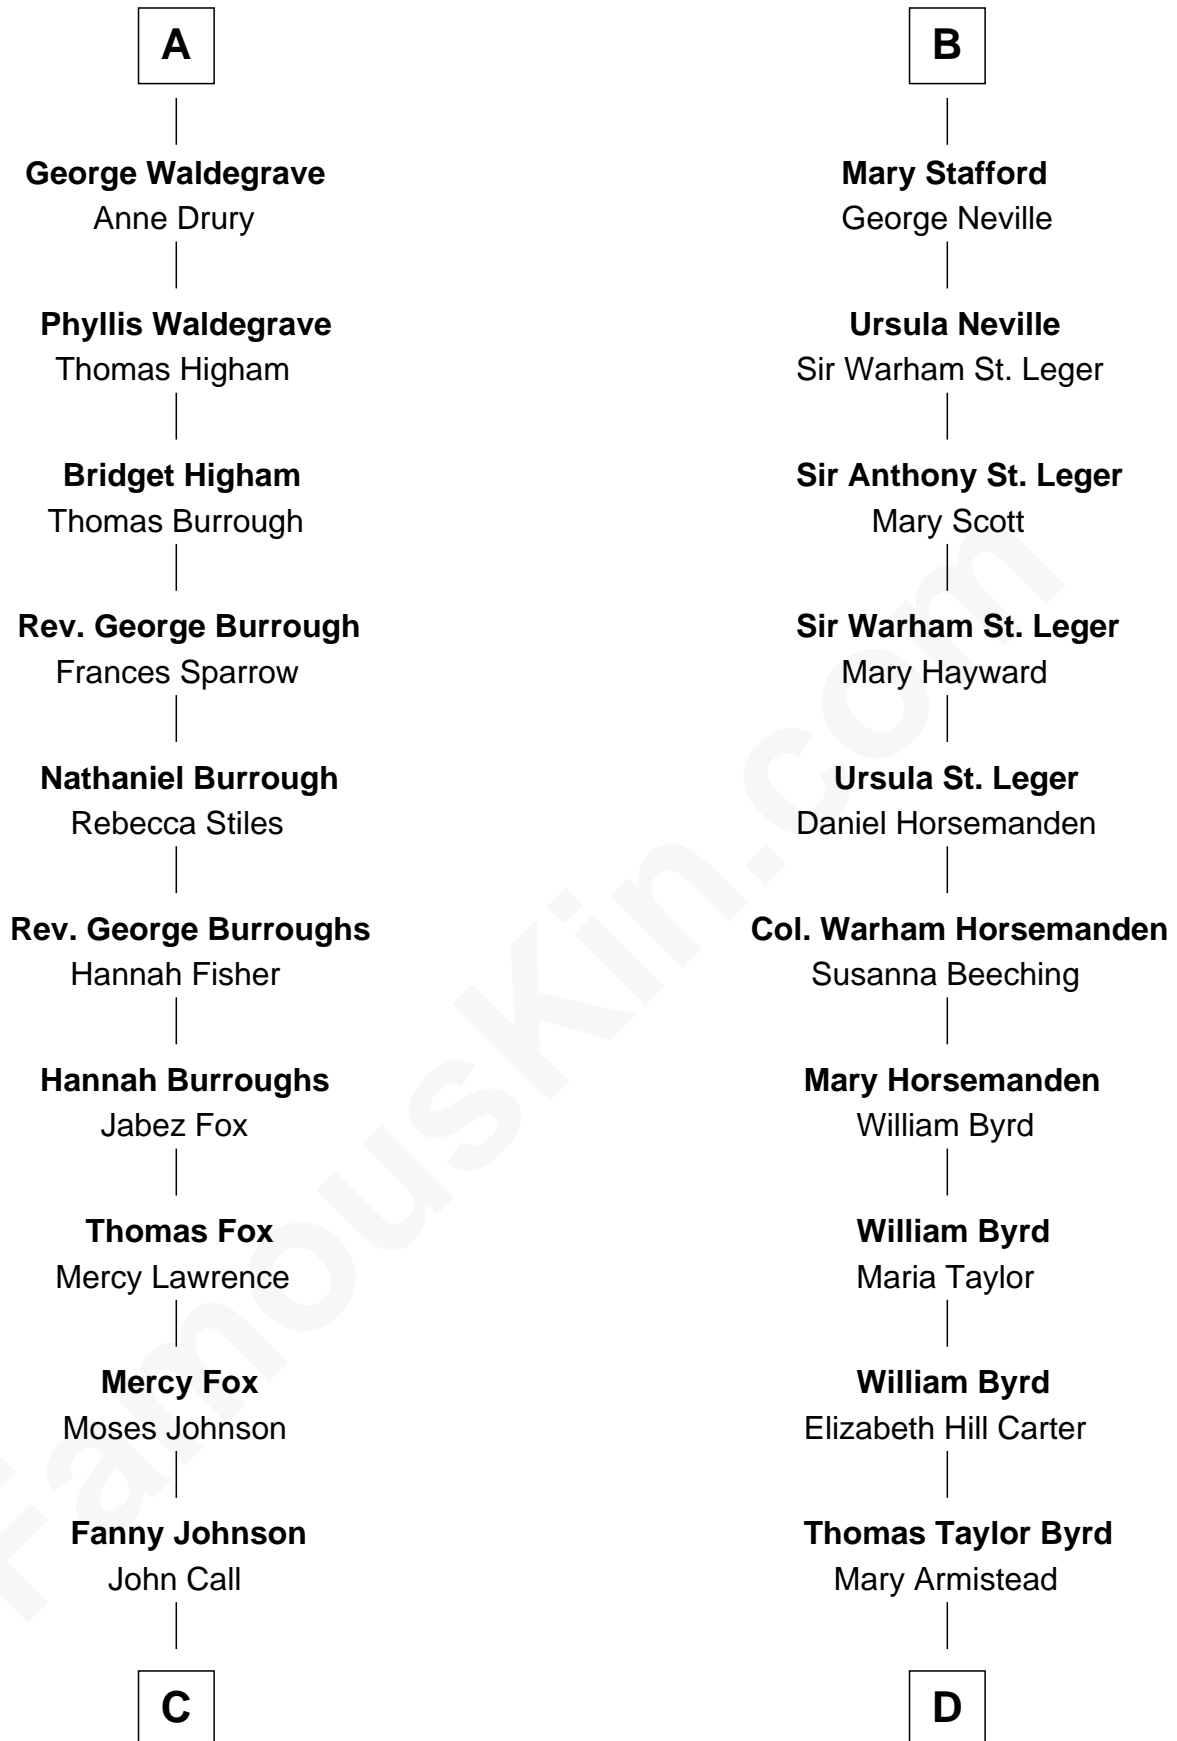 A
George Waldegrave
Anne Drury
Phyllis Waldegrave
Thomas Higham
Bridget Higham
Thomas Burrough
Rev. George Burrough
Frances Sparrow
Nathaniel Burrough
Rebecca Stiles
Rev. George Burroughs
Hannah Fisher
Hannah Burroughs
Jabez Fox
Thomas Fox
Mercy Lawrence
Mercy Fox
Moses Johnson
Fanny Johnson
John Call
C
B
Mary Stafford
George Neville
Ursula Neville
Sir Warham St. Leger
Sir Anthony St. Leger
Mary Scott
Sir Warham St. Leger
Mary Hayward
Ursula St. Leger
Daniel Horsemanden
Col. Warham Horsemanden
Susanna Beeching
Mary Horsemanden
William Byrd
William Byrd
Maria Taylor
William Byrd
Elizabeth Hill Carter
Thomas Taylor Byrd
Mary Armistead
D
FamousKin.com